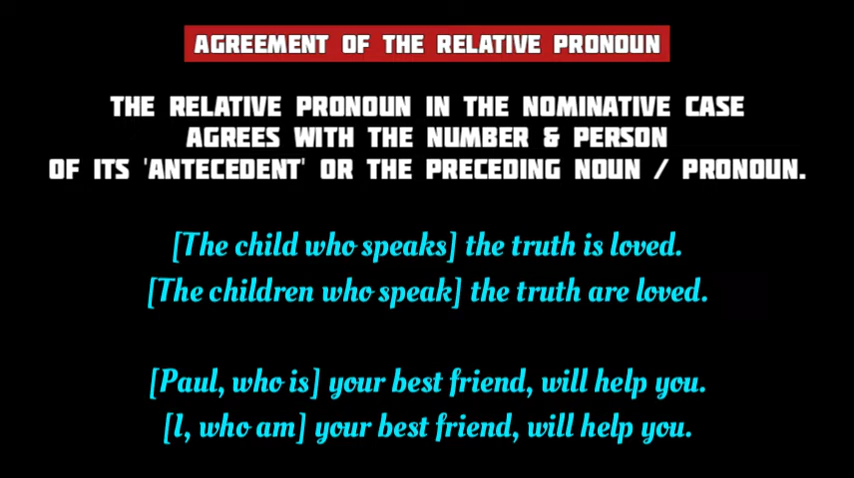 AGREEMENT OF THE RELATIVE PRONOUN
THE RELATIVE PRONOUN IN THE NOMINATIVE CASE
AGREES WITH THE NUMBER & PERSON
OF ITS 'ANTECEDENT' OR THE PRECEDING NOUN / PRONOUN.
[The child who speaks] the truth is loved.
[The children who speak] the truth are loved.
[Paul, who is] your best friend, will help you.
[I, who am] your best friend, will help you.